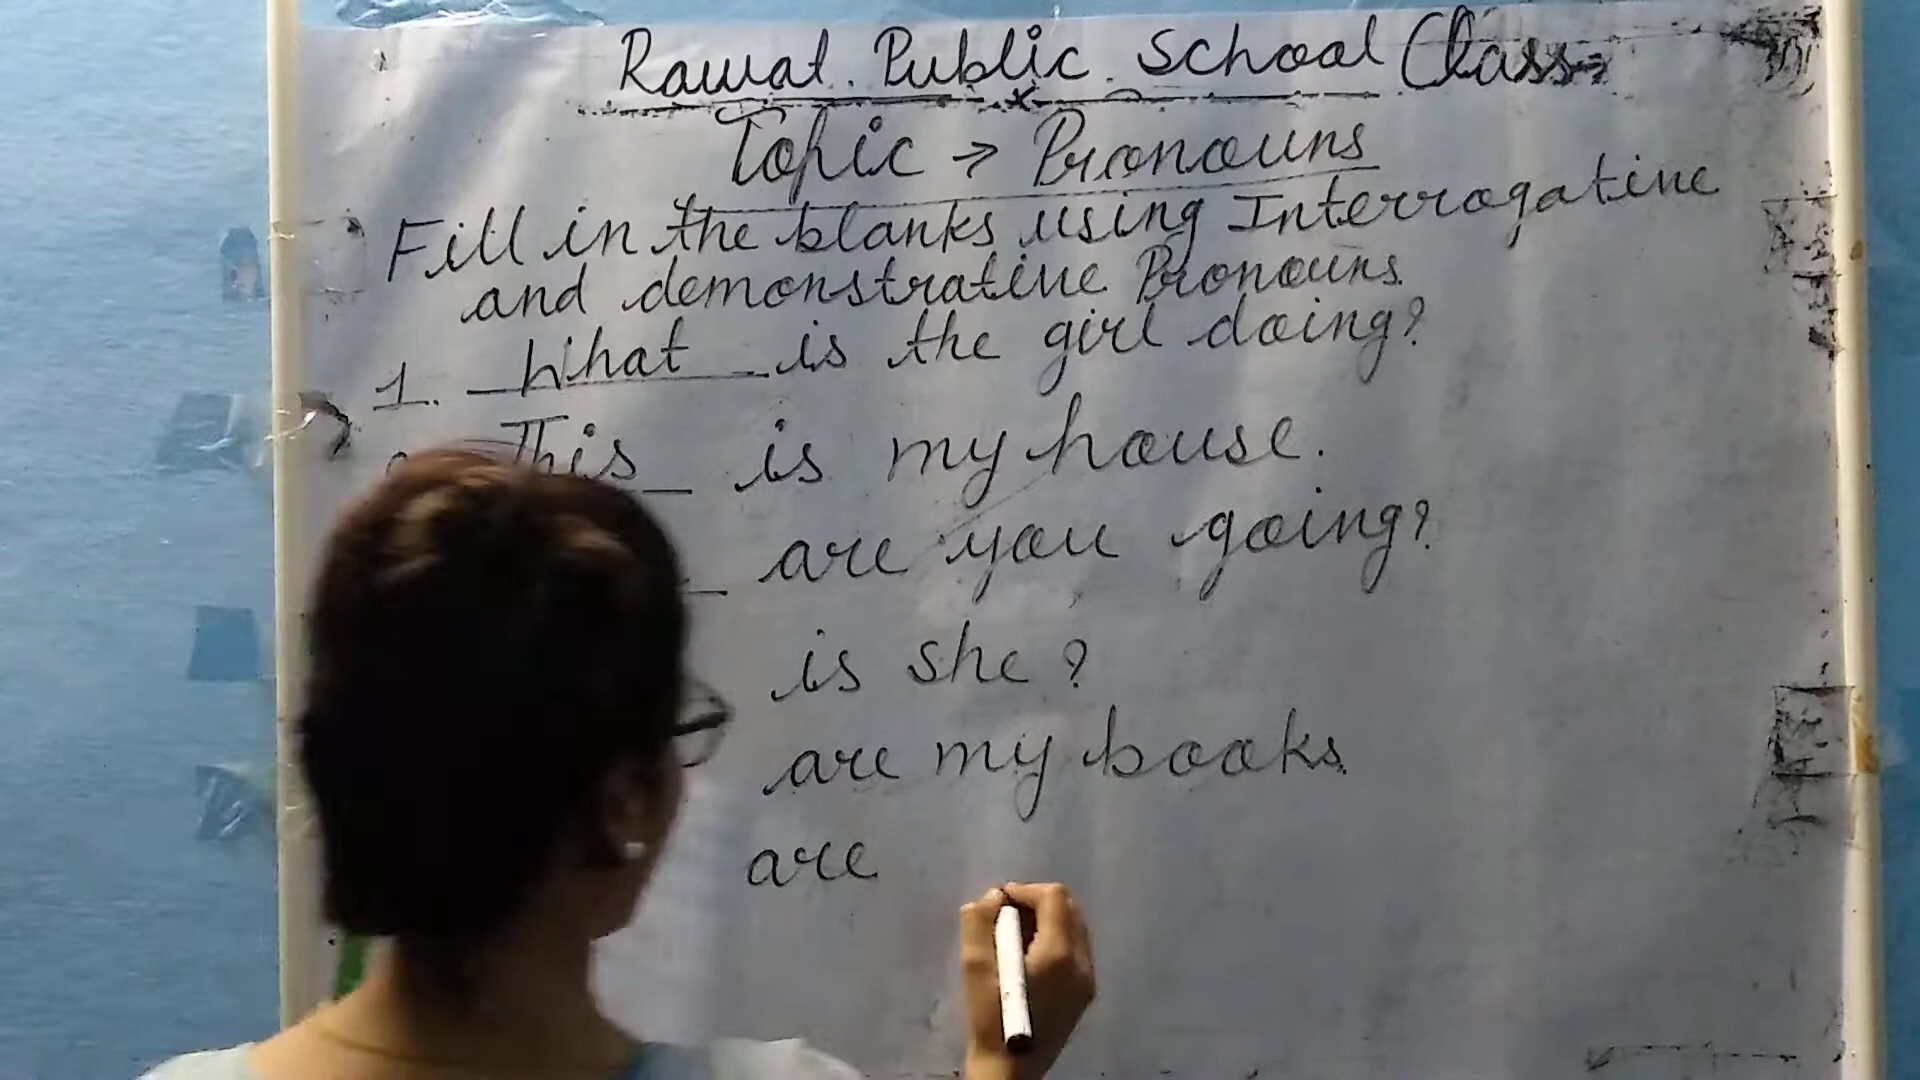 Rawat. Public. School Class
Topic → Pronouns
Fill in the blanks using Interrogative
and demonstrative Pronouns.
1. What is the girl doing?
This is my house.
are you going?
is she?
are my books.
are